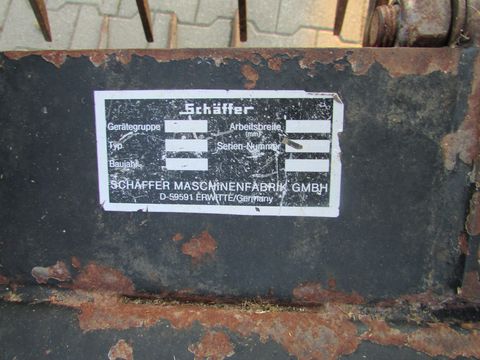 Schäffer
Gerätegruppe Arbeitsbreite
(mm)
Typ Serien-Nummer
Baujahr
SCHÄFFER MASCHINENFABRIK GMBH
D-59591 ERWITTE/Germany